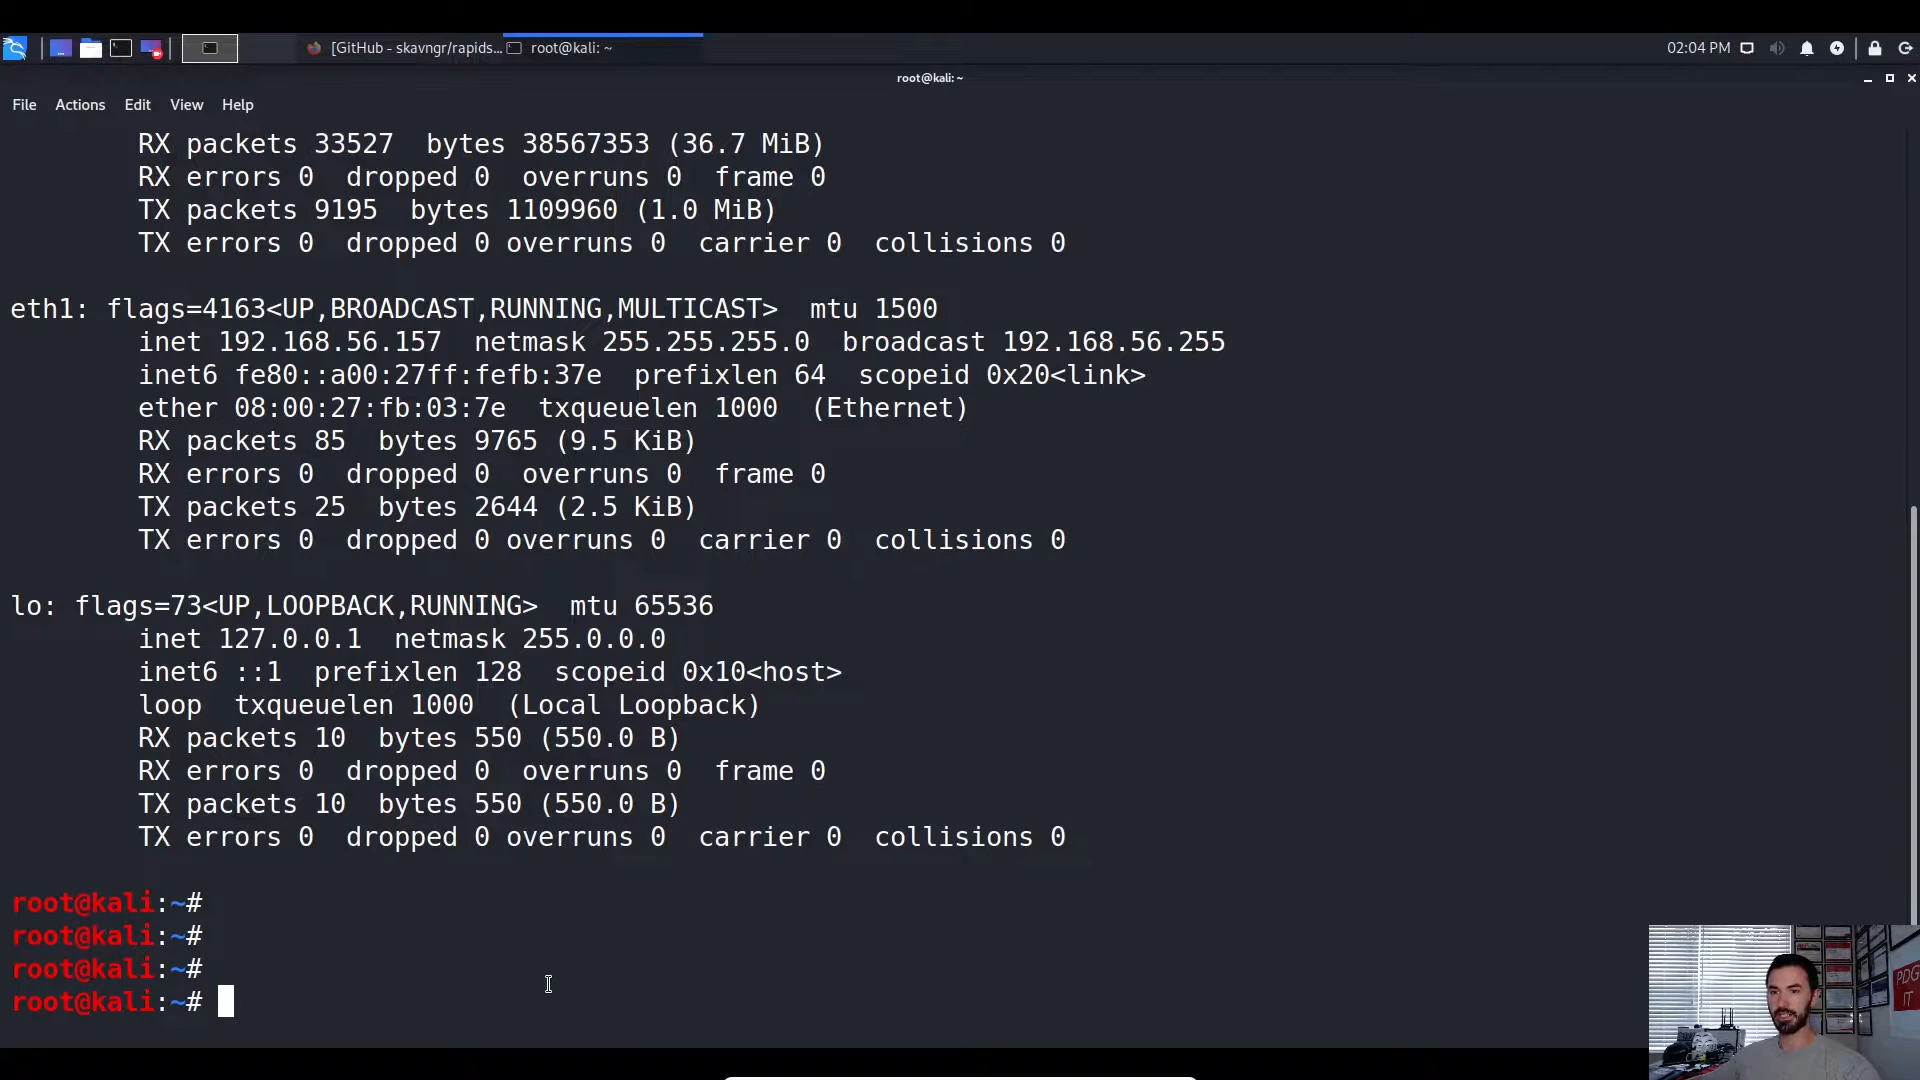 [GitHub - skavngr/rapids...
root@kali: ~
02:04 PM
root@kali: ~
File Actions Edit View Help
RX packets 33527 bytes 38567353 (36.7 MiB)
RX errors 0 dropped 0 overruns 0 frame 0
TX packets 9195 bytes 1109960 (1.0 MiB)
TX errors 0 dropped 0 overruns 0 carrier 0 collisions 0
eth1: flags=4163<UP,BROADCAST,RUNNING,MULTICAST> mtu 1500
inet 192.168.56.157 netmask 255.255.255.0 broadcast 192.168.56.255
inet6 fe80::a00:27ff:fefb:37e prefixlen 64 scopeid 0x20<link>
ether 08:00:27:fb:03:7e txqueuelen 1000 (Ethernet)
RX packets 85 bytes 9765 (9.5 KiB)
RX errors 0 dropped 0 overruns 0 frame 0
TX packets 25 bytes 2644 (2.5 KiB)
TX errors 0 dropped 0 overruns 0 carrier 0 collisions 0
lo: flags=73<UP,LOOPBACK,RUNNING> mtu 65536
inet 127.0.0.1 netmask 255.0.0.0
inet6 ::1 prefixlen 128 scopeid 0x10<host>
loop txqueuelen 1000 (Local Loopback)
RX packets 10 bytes 550 (550.0 B)
RX errors 0 dropped 0 overruns 0 frame 0
TX packets 10 bytes 550 (550.0 B)
TX errors 0 dropped 0 overruns 0 carrier 0 collisions 0
root@kali:~#
root@kali:~#
root@kali:~#
root@kali:~#
PDG
IT